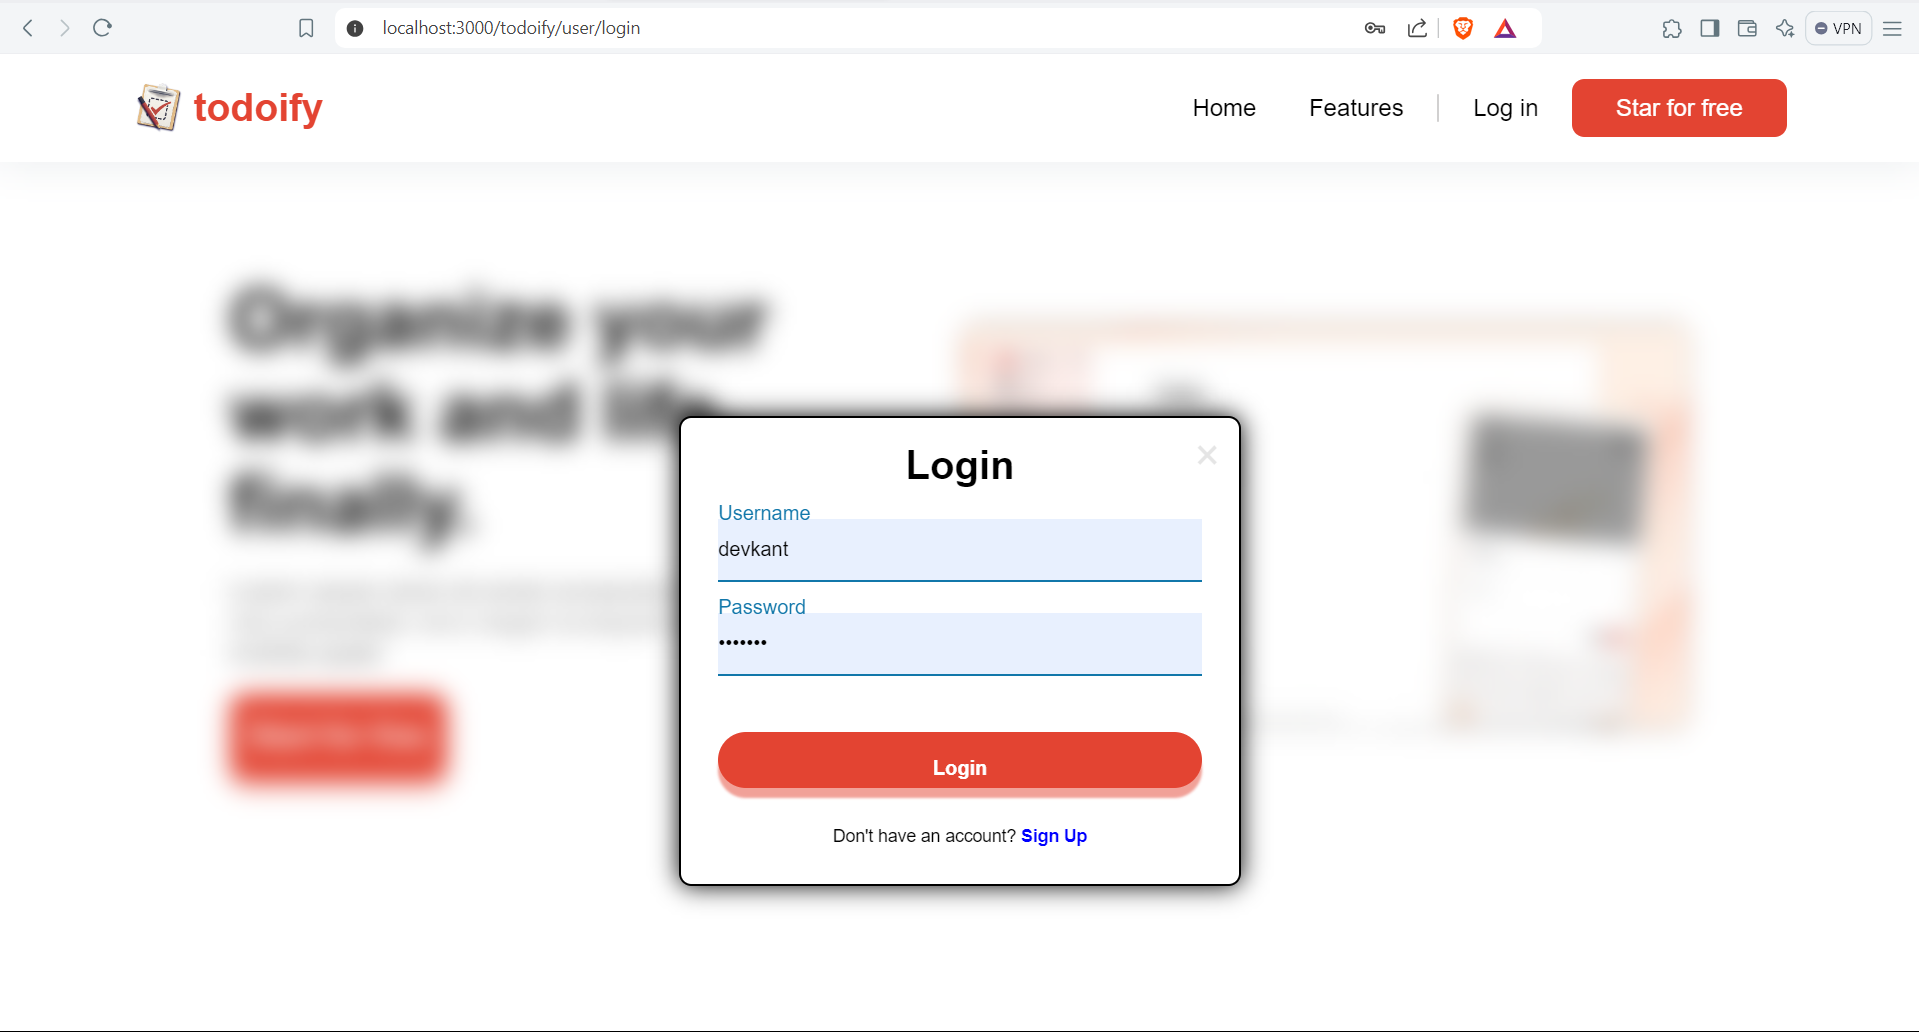 localhost:3000/todoify/user/login
VPN
todoify
Home
Features
Log in
Star for free
Organize your
work and life,
finally.
Login
Username
devkant
Password
•••••••
Login
Don't have an account? Sign Up